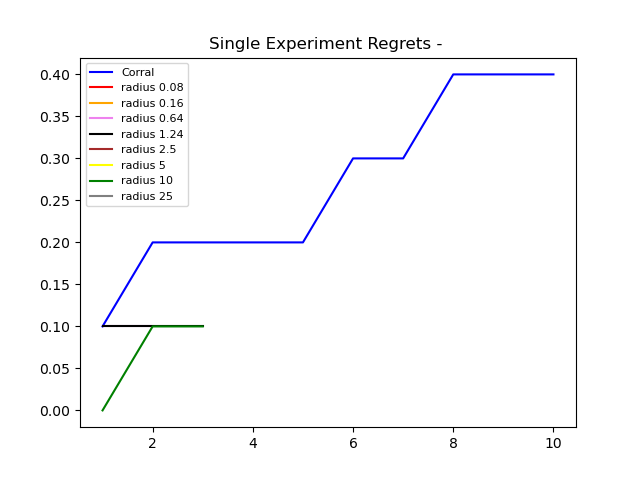 Single Experiment Regrets -
0.40
0.35
0.30
0.25
0.20
0.15
0.10
0.05
0.00
Corral
radius 0.08
radius 0.16
radius 0.64
radius 1.24
radius 2.5
radius 5
radius 10
radius 25
2 4 6 8 10